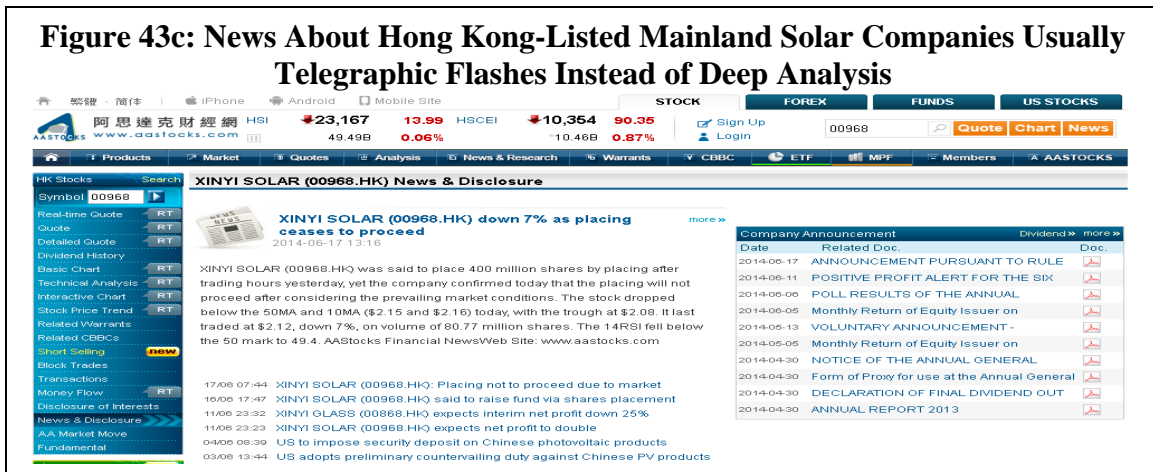 Figure 43c: News About Hong Kong-Listed Mainland Solar Companies Usually
Telegraphic Flashes Instead of Deep Analysis
繁體 · 简体 | iPhone Android Mobile Site STOCK FOREX FUNDS US STOCKS
阿思達克財經網 HSI 23,167 13.99 HSCEI 10,354 90.35 Sign Up
AASTOCKS www.aastocks.com 49.49B 0.06% 10.46B 0.87% Login 00968 Quote Chart News
Products Market Quotes Analysis News & Research Warrants CBBC ETF MPF Members AASTOCKS
HK Stocks Search
Symbol 00968
Real-time Quote RT
Quote RT
Detailed Quote RT
Dividend History
Basic Chart RT
Technical Analysis RT
Interactive Chart RT
Stock Price Trend RT
Related Warrants
Related CBBCs
Short Selling new
Block Trades
Transactions
Money Flow RT
Disclosure of Interests
News & Disclosure
AA Market Move
Fundamental
XINYI SOLAR (00968.HK) News & Disclosure
NEWS
NEWS
XINYI SOLAR (00968.HK) down 7% as placing more »
ceases to proceed
2014-06-17 13:16
XINYI SOLAR (00968.HK) was said to place 400 million shares by placing after
trading hours yesterday, yet the company confirmed today that the placing will not
proceed after considering the prevailing market conditions. The stock dropped
below the 50MA and 10MA ($2.15 and $2.16) today, with the trough at $2.08. It last
traded at $2.12, down 7%, on volume of 80.77 million shares. The 14RSI fell below
the 50 mark to 49.4. AAStocks Financial NewsWeb Site: www.aastocks.com
17/06 07:44 XINYI SOLAR (00968.HK): Placing not to proceed due to market
16/06 17:47 XINYI SOLAR (00968.HK) said to raise fund via shares placement
11/06 23:32 XINYI GLASS (00868.HK) expects interim net profit down 25%
11/06 23:23 XINYI SOLAR (00968.HK) expects net profit to double
04/06 08:39 US to impose security deposit on Chinese photovoltaic products
03/06 13:44 US adopts preliminary countervailing duty against Chinese PV products
Company Announcement Dividend » more »
Date Related Doc. Doc.
2014-06-17 ANNOUNCEMENT PURSUANT TO RULE
2014-06-11 POSITIVE PROFIT ALERT FOR THE SIX
2014-06-06 POLL RESULTS OF THE ANNUAL
2014-06-05 Monthly Return of Equity Issuer on
2014-05-13 VOLUNTARY ANNOUNCEMENT -
2014-05-05 Monthly Return of Equity Issuer on
2014-04-30 NOTICE OF THE ANNUAL GENERAL
2014-04-30 Form of Proxy for use at the Annual General
2014-04-30 DECLARATION OF FINAL DIVIDEND OUT
2014-04-30 ANNUAL REPORT 2013